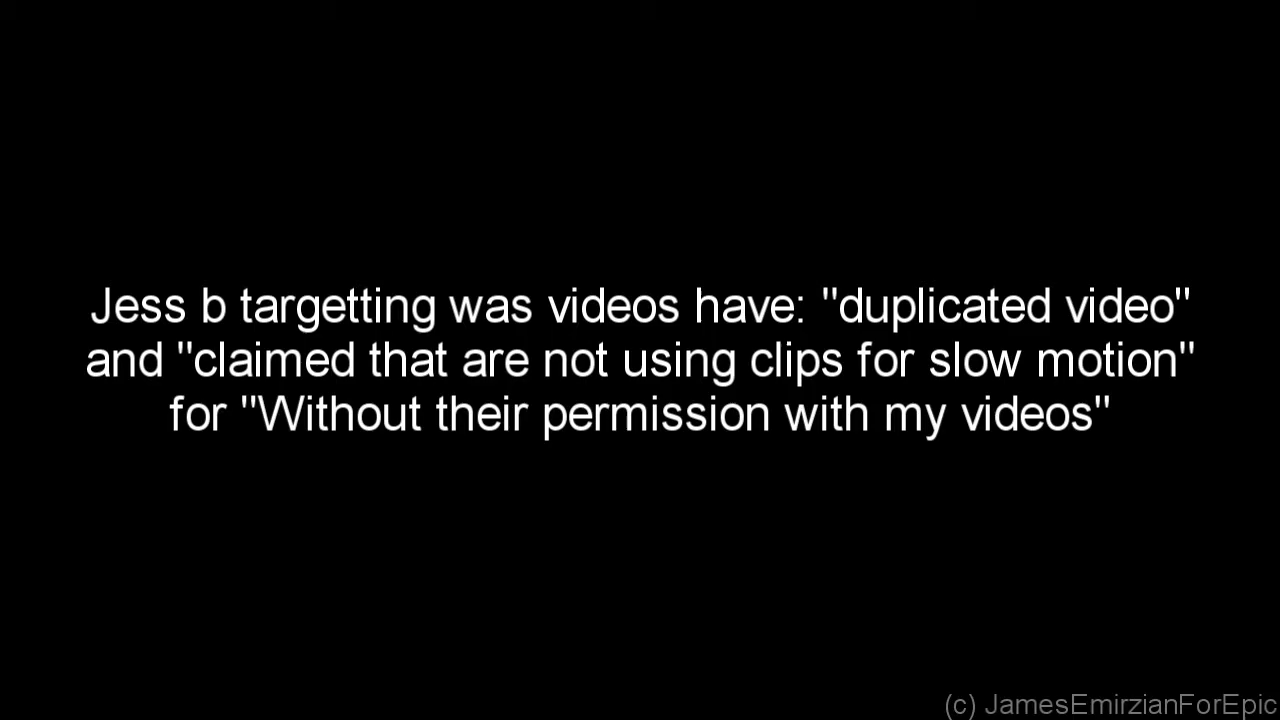 Jess b targetting was videos have: "duplicated video"
and "claimed that are not using clips for slow motion"
for "Without their permission with my videos"
(c) JamesEmirzianForEpic